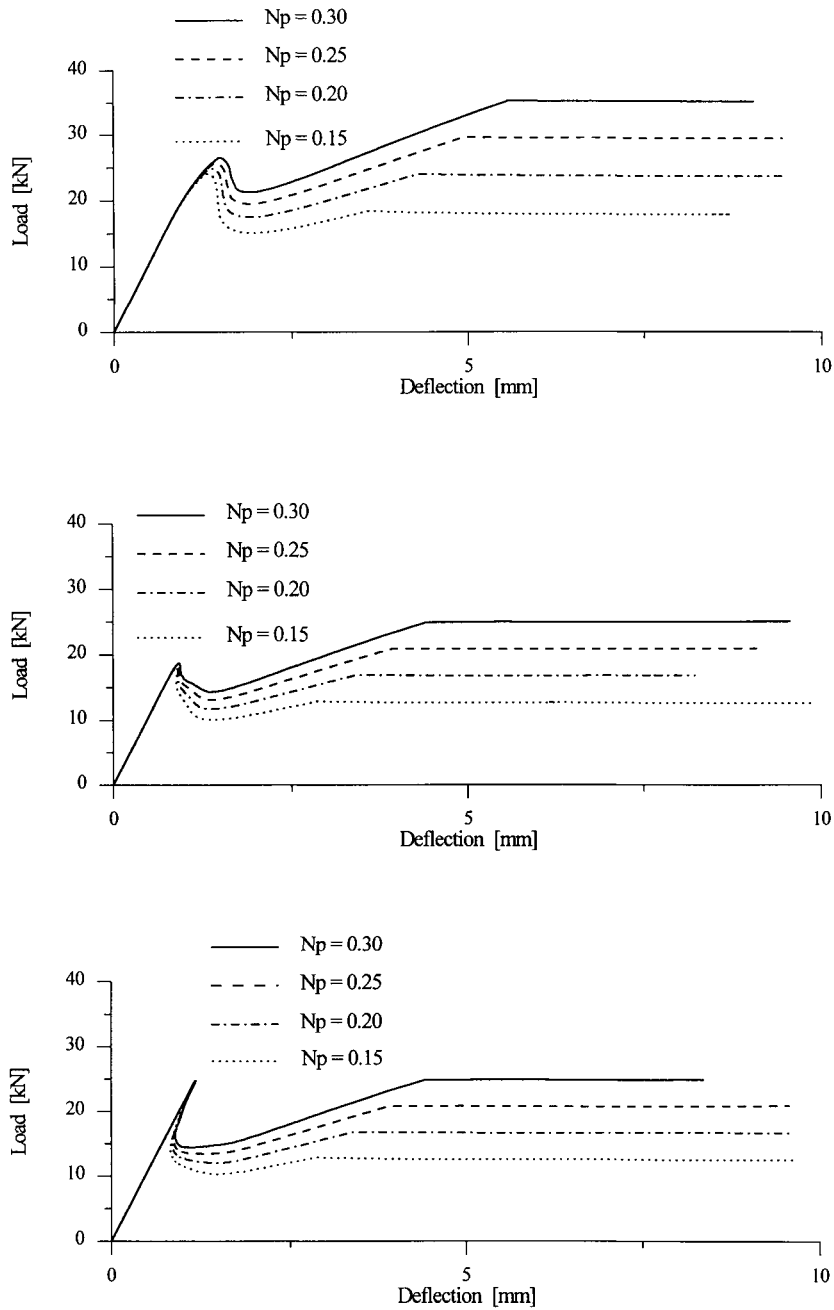 Np = 0.30
Np = 0.25
Np = 0.20
Np = 0.15
40
30
20
10
0
Load [kN]
0 5 10
Deflection [mm]
Np = 0.30
Np = 0.25
Np = 0.20
Np = 0.15
40
30
20
10
0
Load [kN]
0 5 10
Deflection [mm]
Np = 0.30
Np = 0.25
Np = 0.20
Np = 0.15
40
30
20
10
0
Load [kN]
0 5 10
Deflection [mm]